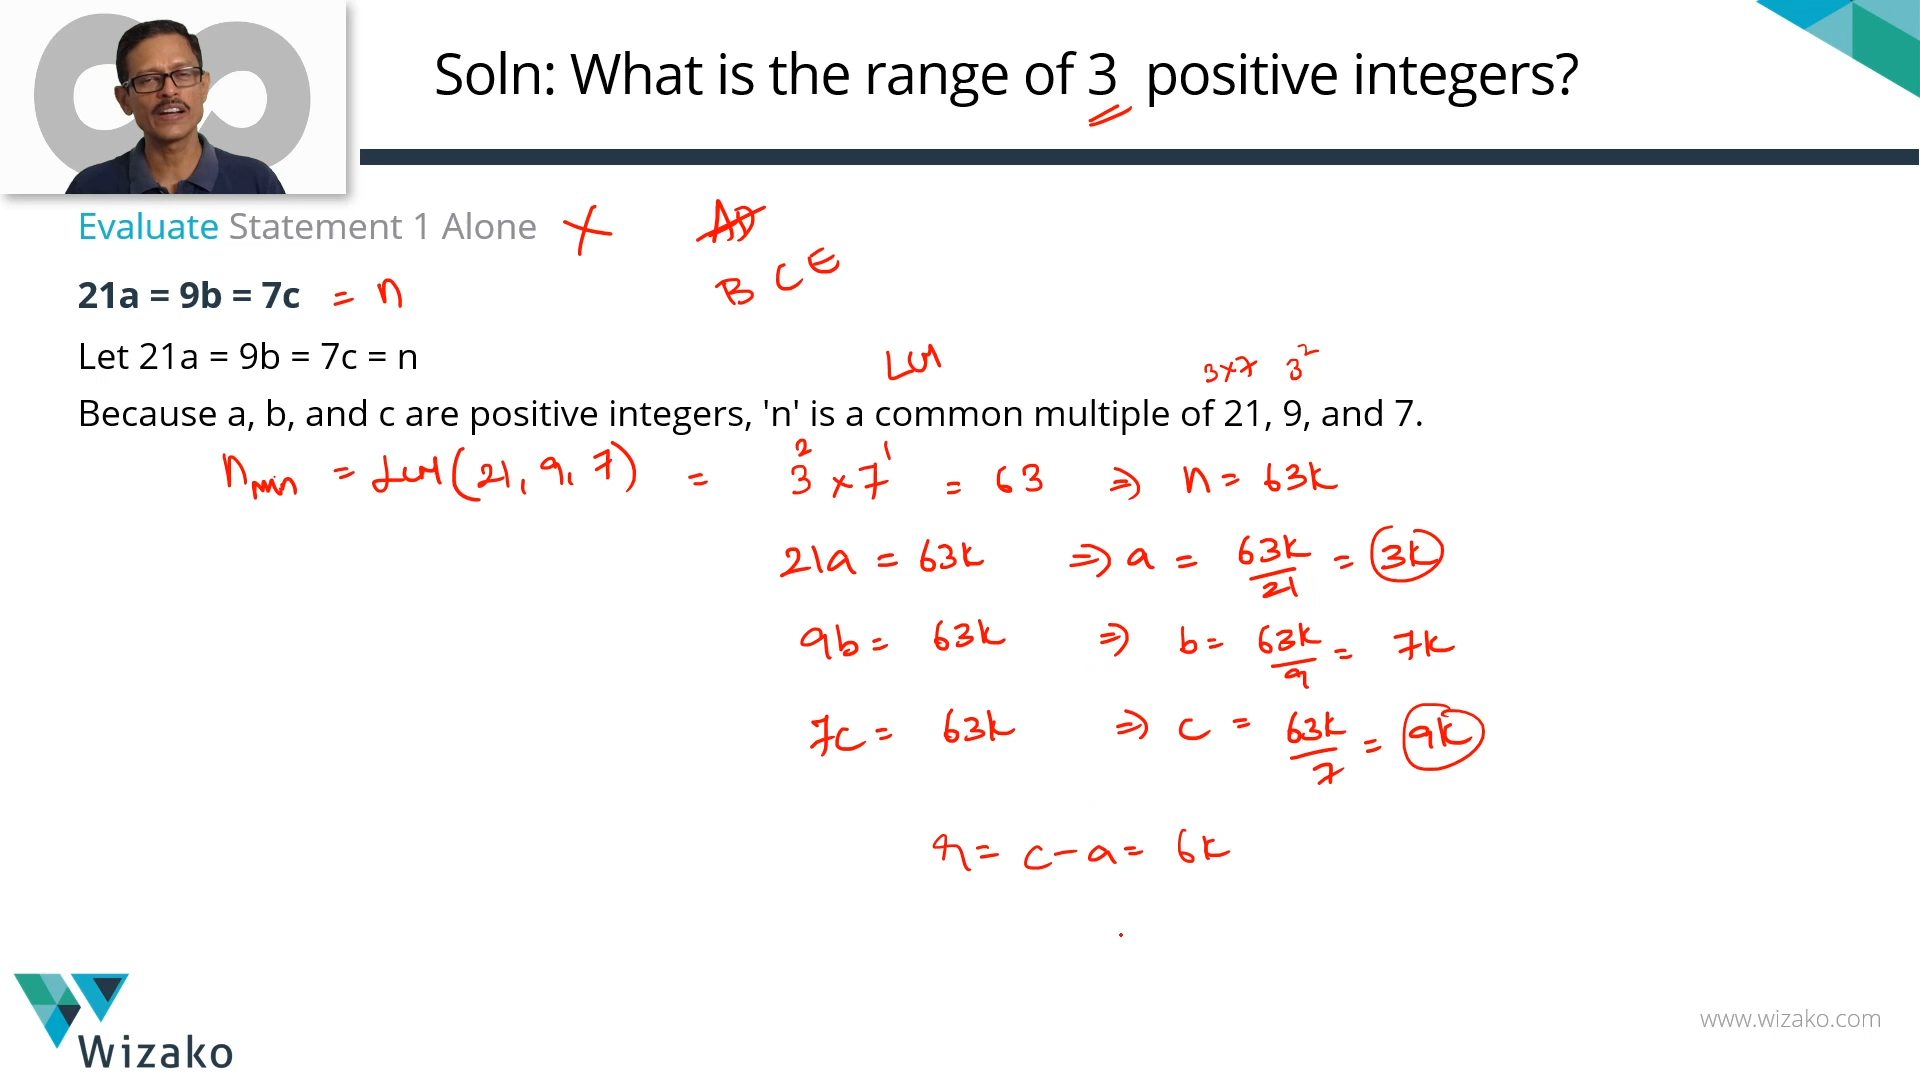 Soln: What is the range of 3 positive integers?
Evaluate Statement 1 Alone X AD
B C E
21a = 9b = 7c = n
Let 21a = 9b = 7c = n
LCM 3×7 3²
Because a, b, and c are positive integers, 'n' is a common multiple of 21, 9, and 7.
n min = LCM (21, 9, 7) = 3² × 7¹ = 63 ⇒ n = 63k
21a = 63k ⇒ a = 63k/21 = 3k
9b = 63k ⇒ b = 63k/9 = 7k
7c = 63k ⇒ c = 63k/7 = 9k
r = c - a = 6k
Wizako
www.wizako.com